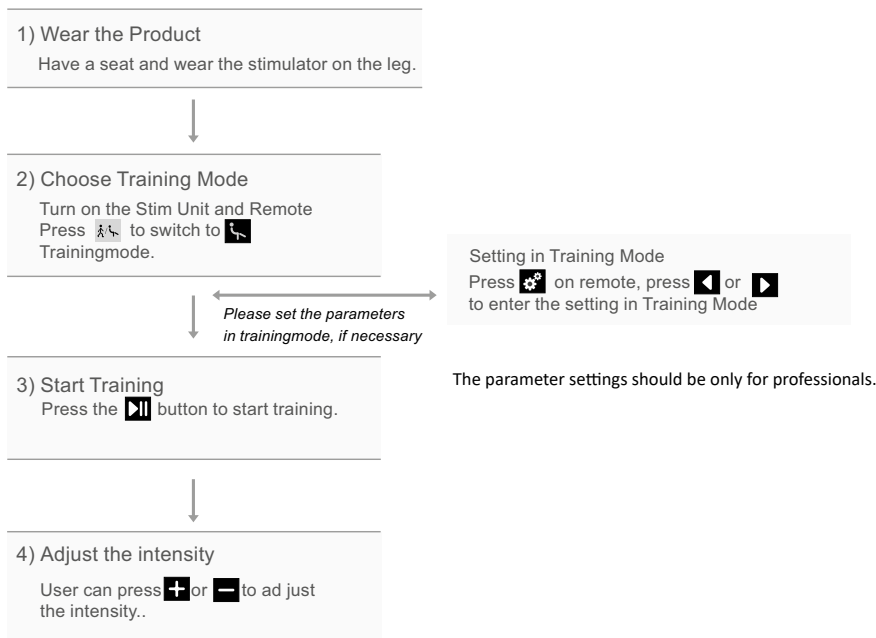 1) Wear the Product
Have a seat and wear the stimulator on the leg.
2) Choose Training Mode
Turn on the Stim Unit and Remote
Press to switch to
Trainingmode.
Please set the parameters
in trainingmode, if necessary
Setting in Training Mode
Press on remote, press or
to enter the setting in Training Mode
The parameter settings should be only for professionals.
3) Start Training
Press the button to start training.
4) Adjust the intensity
User can press or to ad just
the intensity..